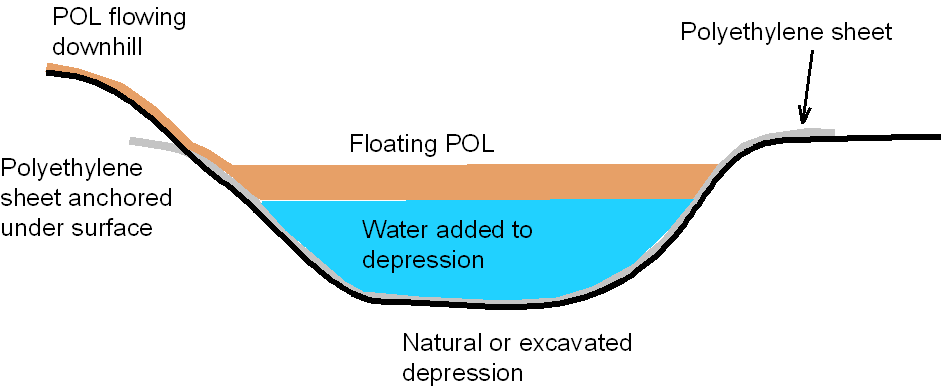 POL flowing
downhill
Polyethylene sheet
Floating POL
Polyethylene
sheet anchored
under surface
Water added to
depression
Natural or excavated
depression